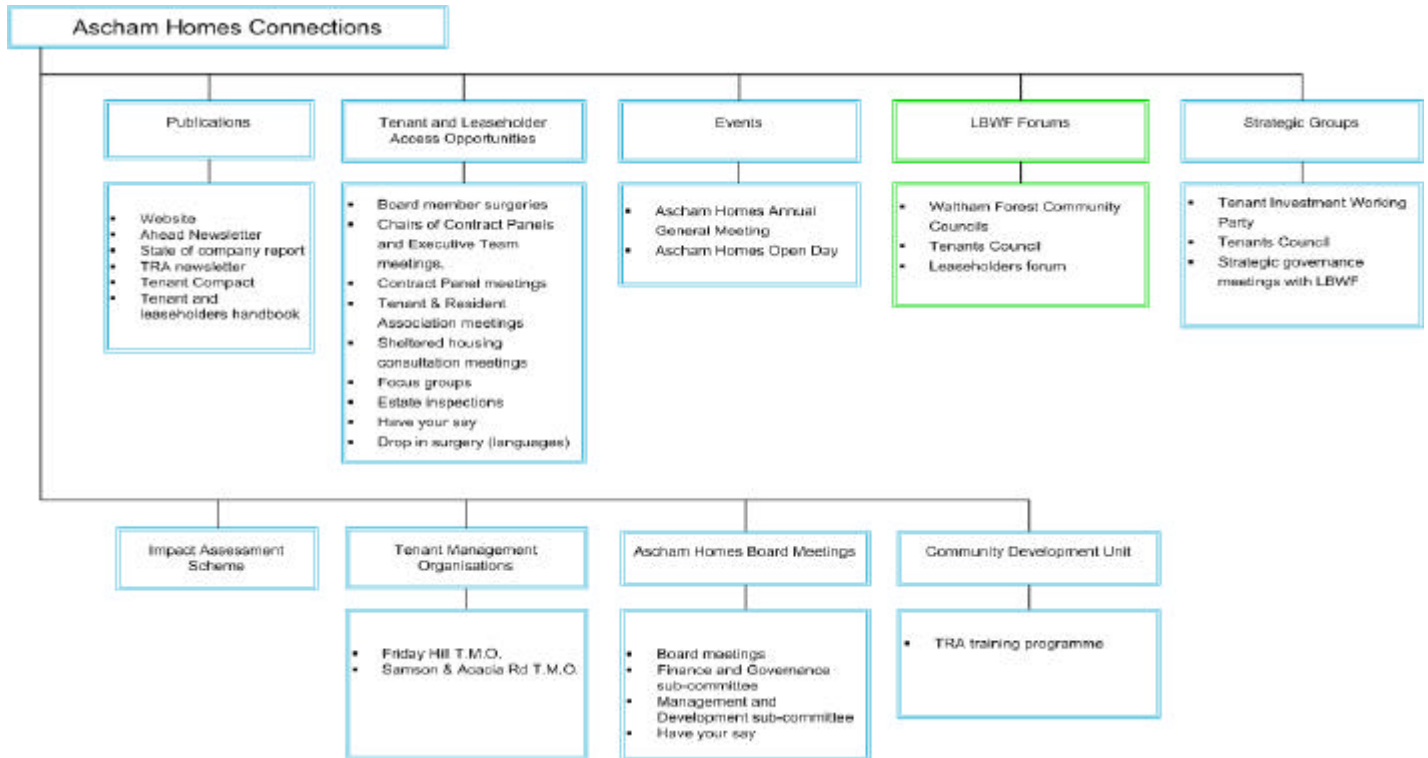 Ascham Homes Connections
Publications
Tenant and Leaseholder
Access Opportunities
Events
LBWF Forums
Strategic Groups
Website
Ahead Newsletter
State of company report
TRA newsletter
Tenant Compact
Tenant and
leaseholders handbook
Board member surgeries
Chairs of Contract Panels
and Executive Team
meetings.
Contract Panel meetings
Tenant & Resident
Association meetings
Sheltered housing
consultation meetings
Focus groups
Estate inspections
Have your say
Drop in surgery (languages)
Ascham Homes Annual
General Meeting
Ascham Homes Open Day
Waltham Forest Community
Councils
Tenants Council
Leaseholders forum
Tenant Investment Working
Party
Tenants Council
Strategic governance
meetings with LBWF
Impact Assessment
Scheme
Tenant Management
Organisations
Ascham Homes Board Meetings
Community Development Unit
Friday Hill T.M.O.
Samson & Acacia Rd T.M.O.
Board meetings
Finance and Governance
sub-committee
Management and
Development sub-committee
Have your say
TRA training programme